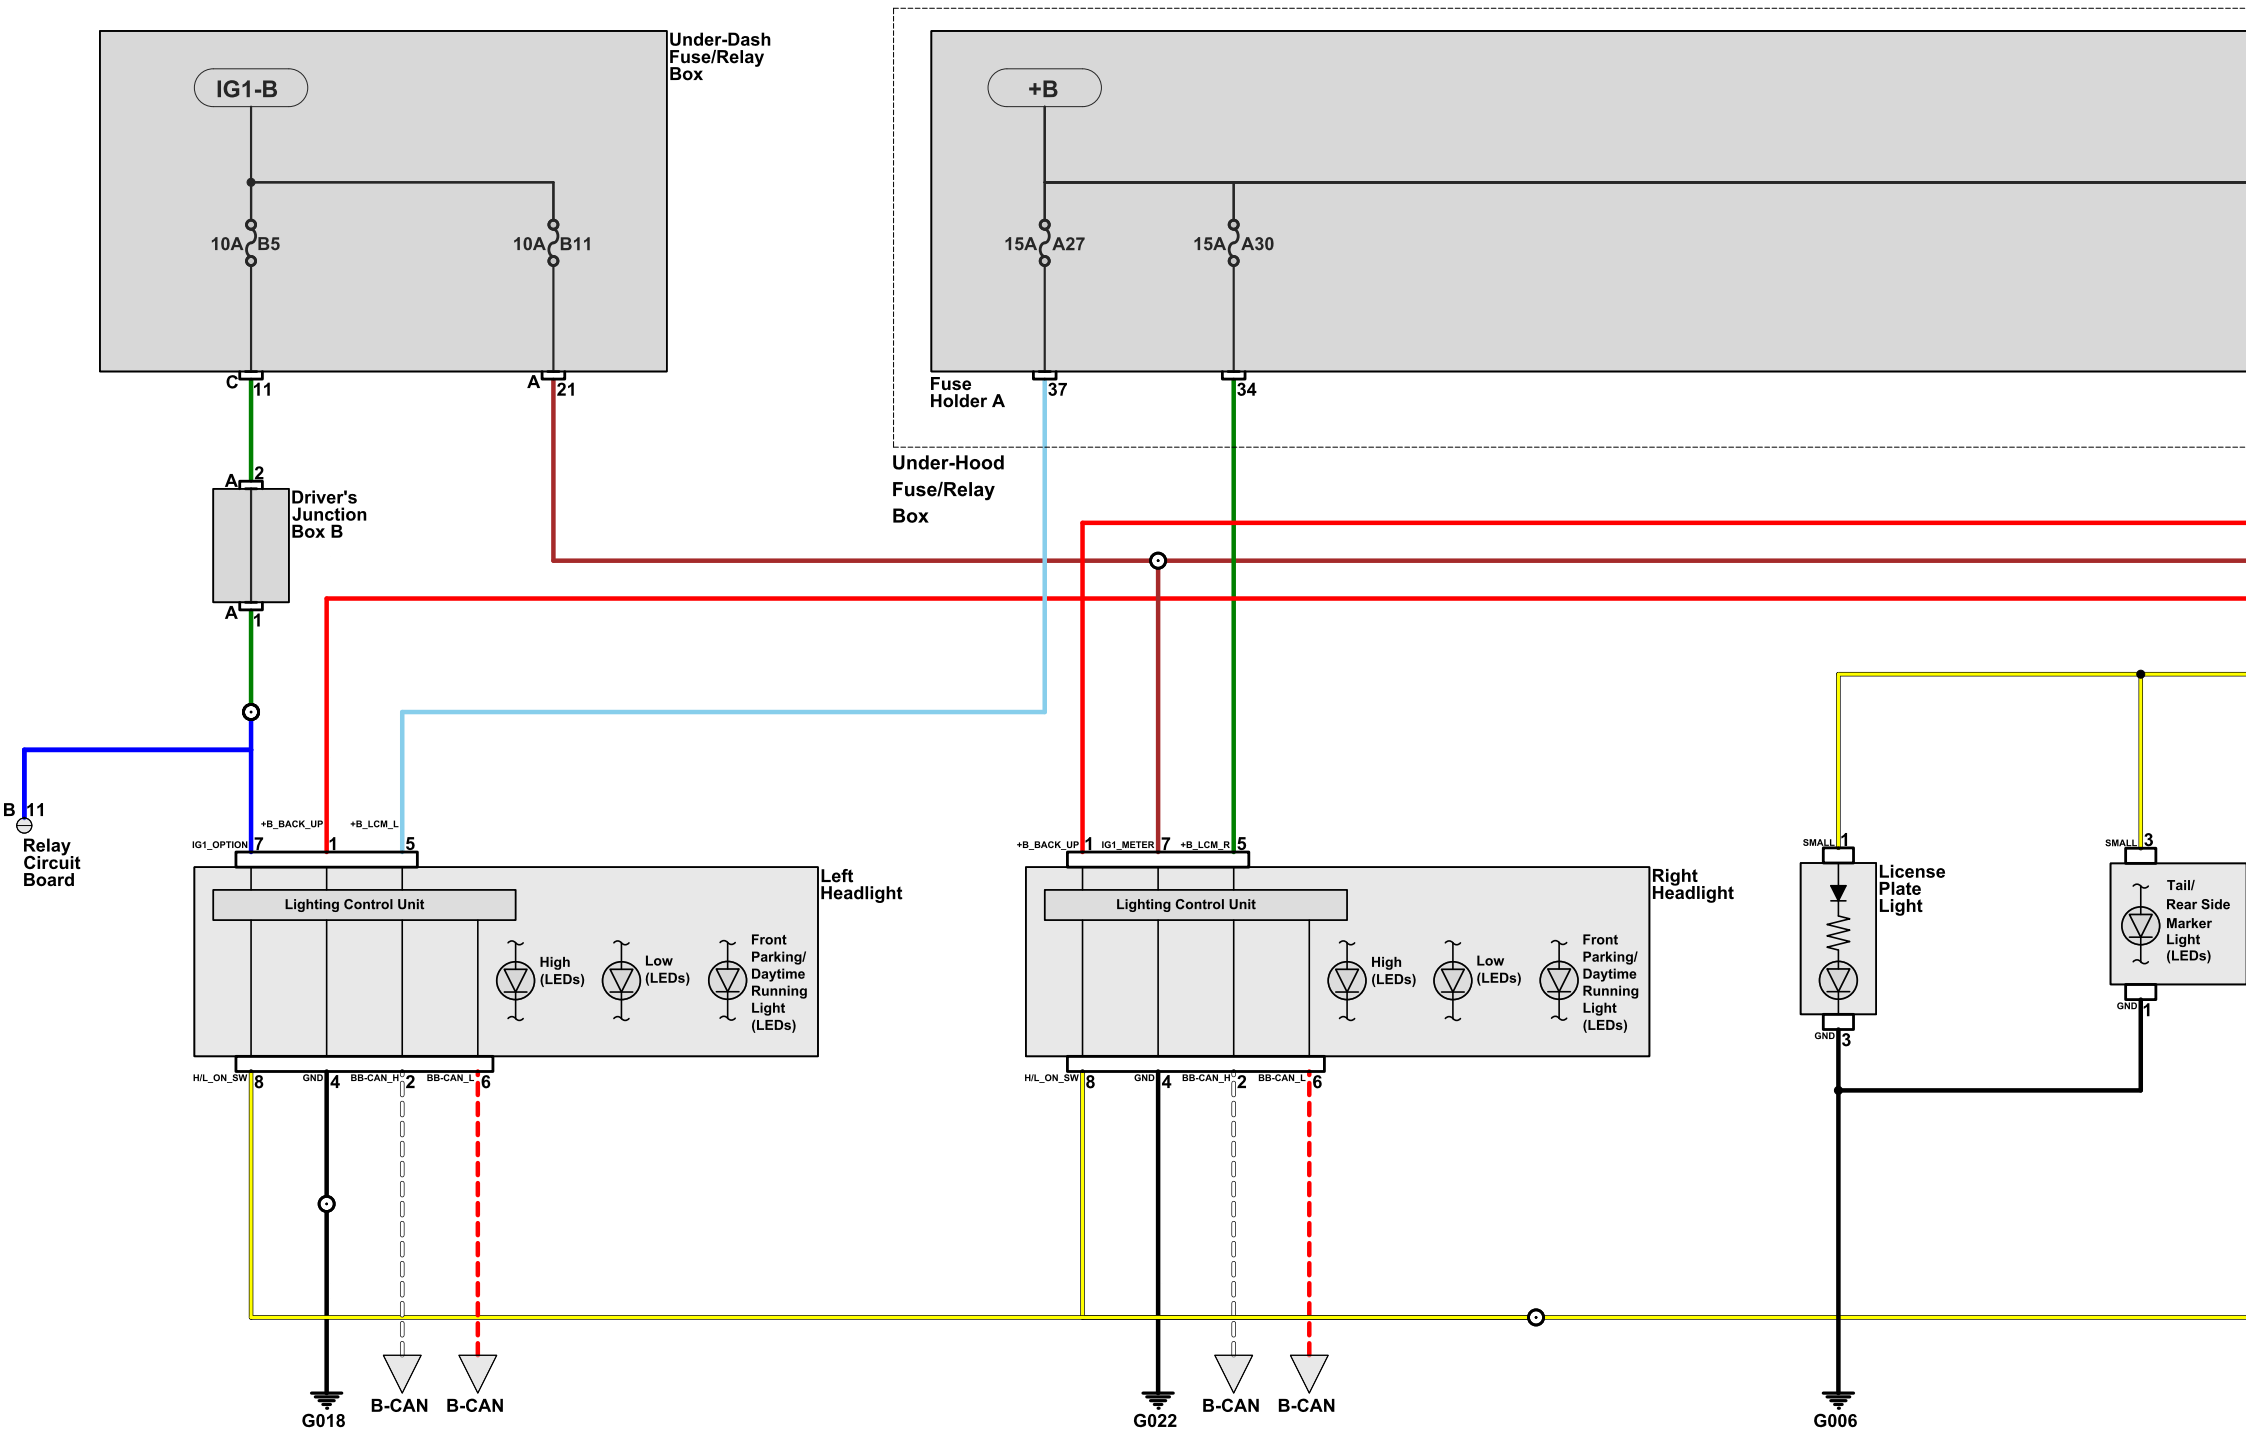 Under-Dash
Fuse/Relay
Box
IG1-B
+B
10A B5
10A B11
15A A27
15A A30
C 11
A 21
Fuse
Holder A
37
34
Under-Hood
Fuse/Relay
Box
A 2
Driver's
Junction
Box B
A 1
B 11
Relay
Circuit
Board
IG1_OPTION 7
+B_BACK_UP 1
+B_LCM_L 5
+B_BACK_UP 1
IG1_METER 7
+B_LCM_R 5
SMALL 1
SMALL 3
Left
Headlight
Lighting Control Unit
High
(LEDs)
Low
(LEDs)
Front
Parking/
Daytime
Running
Light
(LEDs)
Right
Headlight
Lighting Control Unit
High
(LEDs)
Low
(LEDs)
Front
Parking/
Daytime
Running
Light
(LEDs)
License
Plate
Light
Tail/
Rear Side
Marker
Light
(LEDs)
GND 3
GND 1
H/L_ON_SW 8
GND 4
BB-CAN_H 2
BB-CAN_L 6
H/L_ON_SW 8
GND 4
BB-CAN_H 2
BB-CAN_L 6
G018
B-CAN
B-CAN
G022
B-CAN
B-CAN
G006